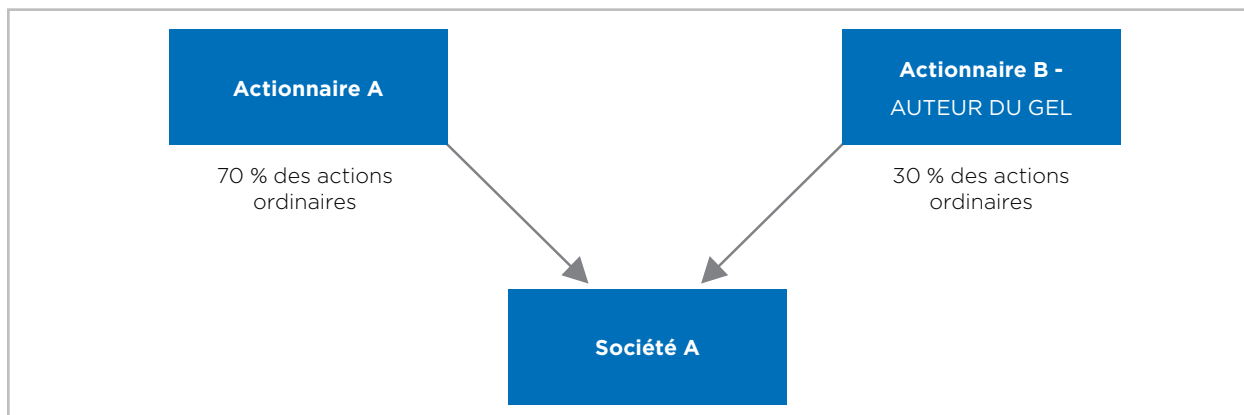 Actionnaire A
Actionnaire B -
AUTEUR DU GEL
70 % des actions
ordinaires
30 % des actions
ordinaires
Société A